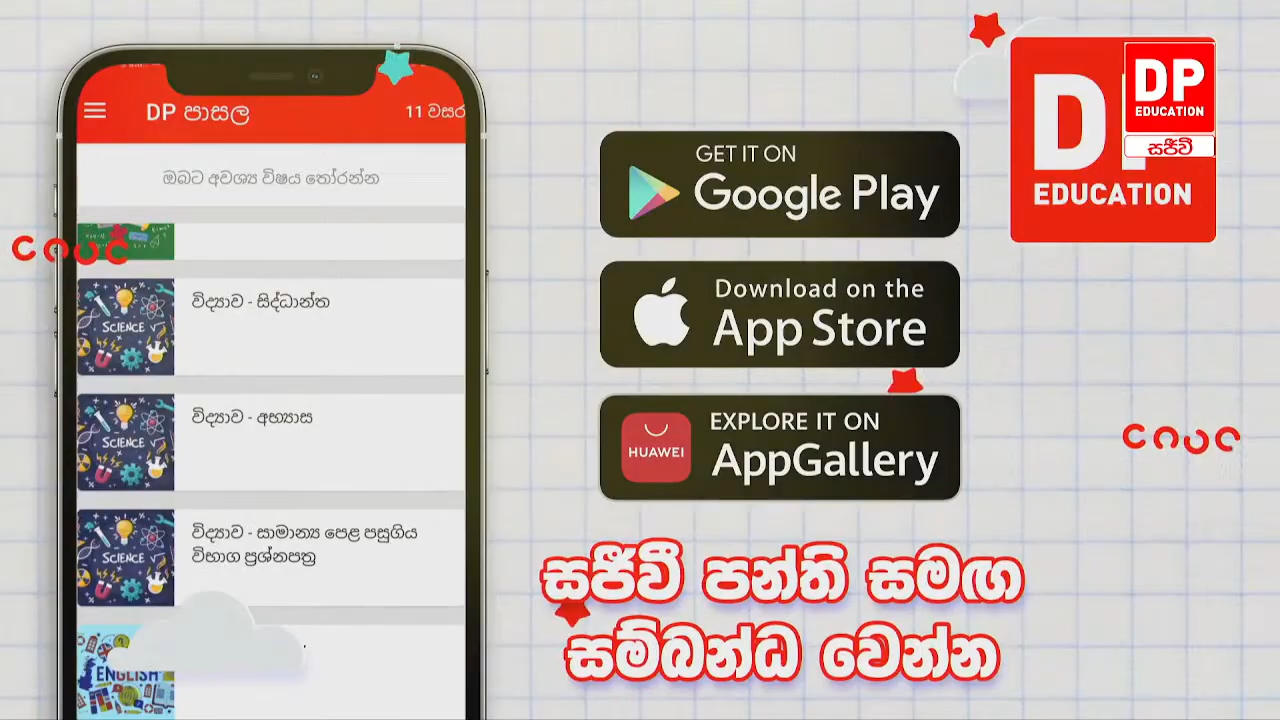 DP පාසල
11 වසර
ඔබට අවශ්‍ය විෂය තෝරන්න
SCIENCE
විද්‍යාව - සිද්ධාන්ත
SCIENCE
විද්‍යාව - අභ්‍යාස
SCIENCE
විද්‍යාව - සාමාන්‍ය පෙළ පසුගිය
විභාග ප්‍රශ්නපත්‍ර
ENGLISH
GET IT ON
Google Play
Download on the
App Store
HUAWEI
EXPLORE IT ON
AppGallery
සජීවී පන්ති සමඟ
සම්බන්ධ වෙන්න
EDUCATION
DP
EDUCATION
සජීවී